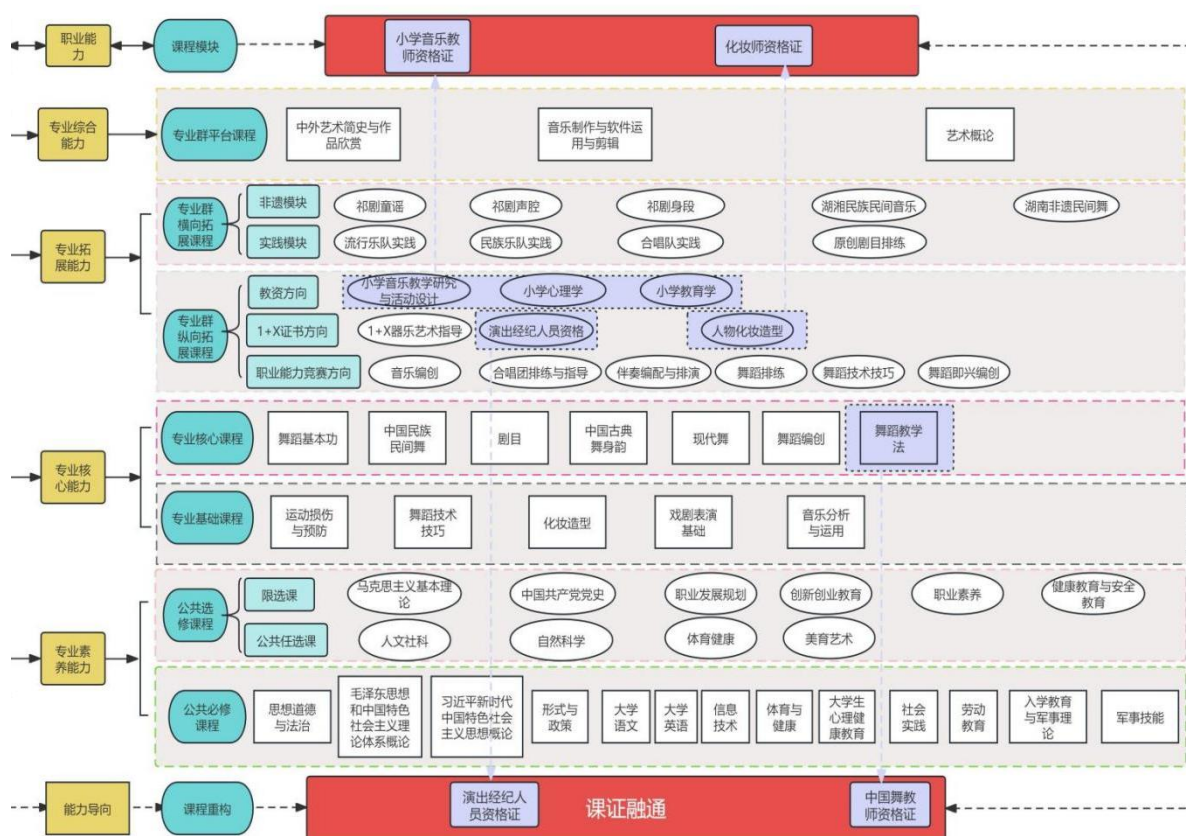 职业能
力
课程模块
小学音乐教
师资格证
化妆师资格证
专业综合
能力
专业群平台课程
中外艺术简史与作
品欣赏
音乐制作与软件运
用与剪辑
艺术概论
专业拓
展能力
专业群
横向拓
展课程
非遗模块
祁剧童谣
祁剧声腔
祁剧身段
湖湘民族民间音乐
湖南非遗民间舞
实践模块
流行乐队实践
民族乐队实践
合唱队实践
原创剧目排练
专业群
纵向拓
展课程
教资方向
小学音乐教学研究
与活动设计
小学心理学
小学教育学
1+X证书方向
1+X器乐艺术指导
演出经纪人员资格
人物化妆造型
职业能力竞赛方向
音乐编创
合唱团排练与指导
伴奏编配与排演
舞蹈排练
舞蹈技术技巧
舞蹈即兴编创
专业核
心能力
专业核心课程
舞蹈基本功
中国民族
民间舞
剧目
中国古典
舞身韵
现代舞
舞蹈编创
舞蹈教学
法
专业基础课程
运动损伤
与预防
舞蹈技术
技巧
化妆造型
戏剧表演
基础
音乐分析
与运用
专业素
养能力
公共选
修课程
限选课
马克思主义基本理
论
中国共产党党史
职业发展规划
创新创业教育
职业素养
健康教育与安全
教育
公共任选课
人文社科
自然科学
体育健康
美育艺术
公共必修
课程
思想道德
与法治
毛泽东思想
和中国特色
社会主义理
论体系概论
习近平新时代
中国特色社会
主义思想概论
形式与
政策
大学
语文
大学
英语
信息
技术
体育与
健康
大学生
心理健
康教育
社会
实践
劳动
教育
入学教育
与军事理
论
军事技能
能力导向
课程重构
演出经纪人
员资格证
课证融通
中国舞教
师资格证